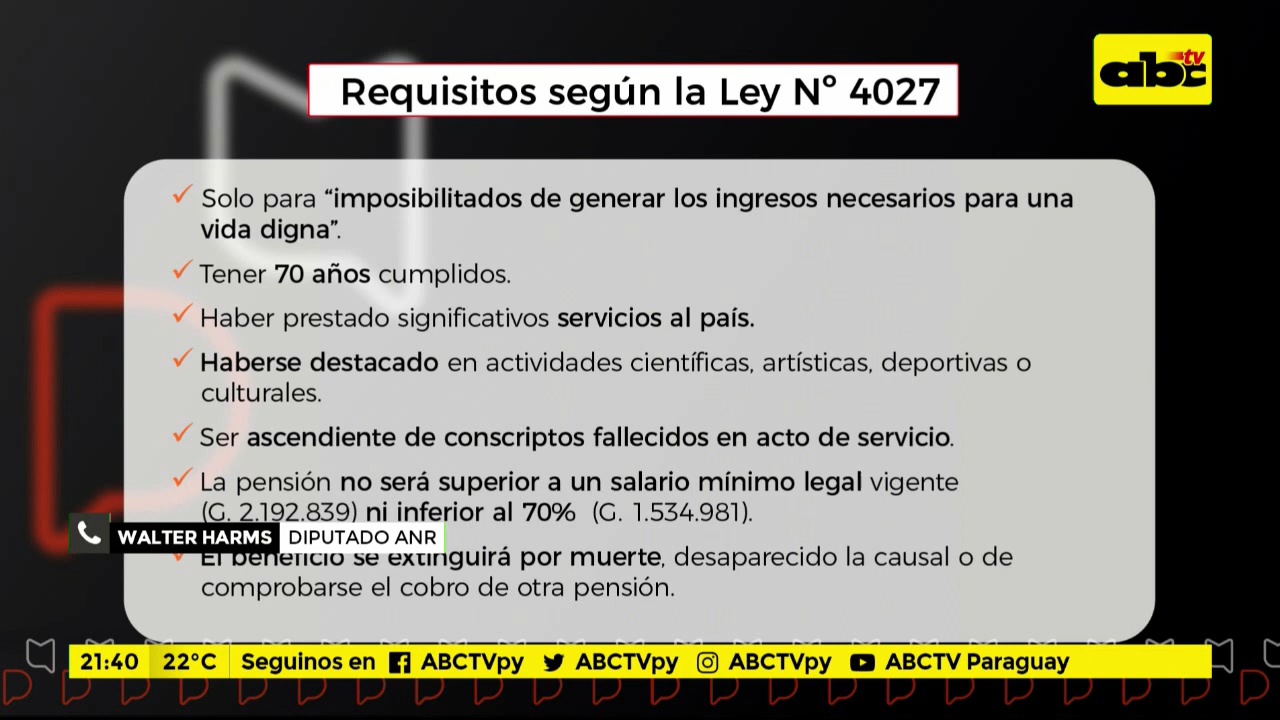 Requisitos según la Ley Nº 4027
abc tv
Solo para “imposibilitados de generar los ingresos necesarios para una
vida digna”.
Tener 70 años cumplidos.
Haber prestado significativos servicios al país.
Haberse destacado en actividades científicas, artísticas, deportivas o
culturales.
Ser ascendiente de conscriptos fallecidos en acto de servicio.
La pensión no será superior a un salario mínimo legal vigente
(G. 2.192.839) ni inferior al 70% (G. 1.534.981).
WALTER HARMS DIPUTADO ANR
El beneficio se extinguirá por muerte, desaparecido la causal o de
comprobarse el cobro de otra pensión.
21:40 22°C Seguinos en ABCTVpy ABCTVpy ABCTVpy ABCTV Paraguay